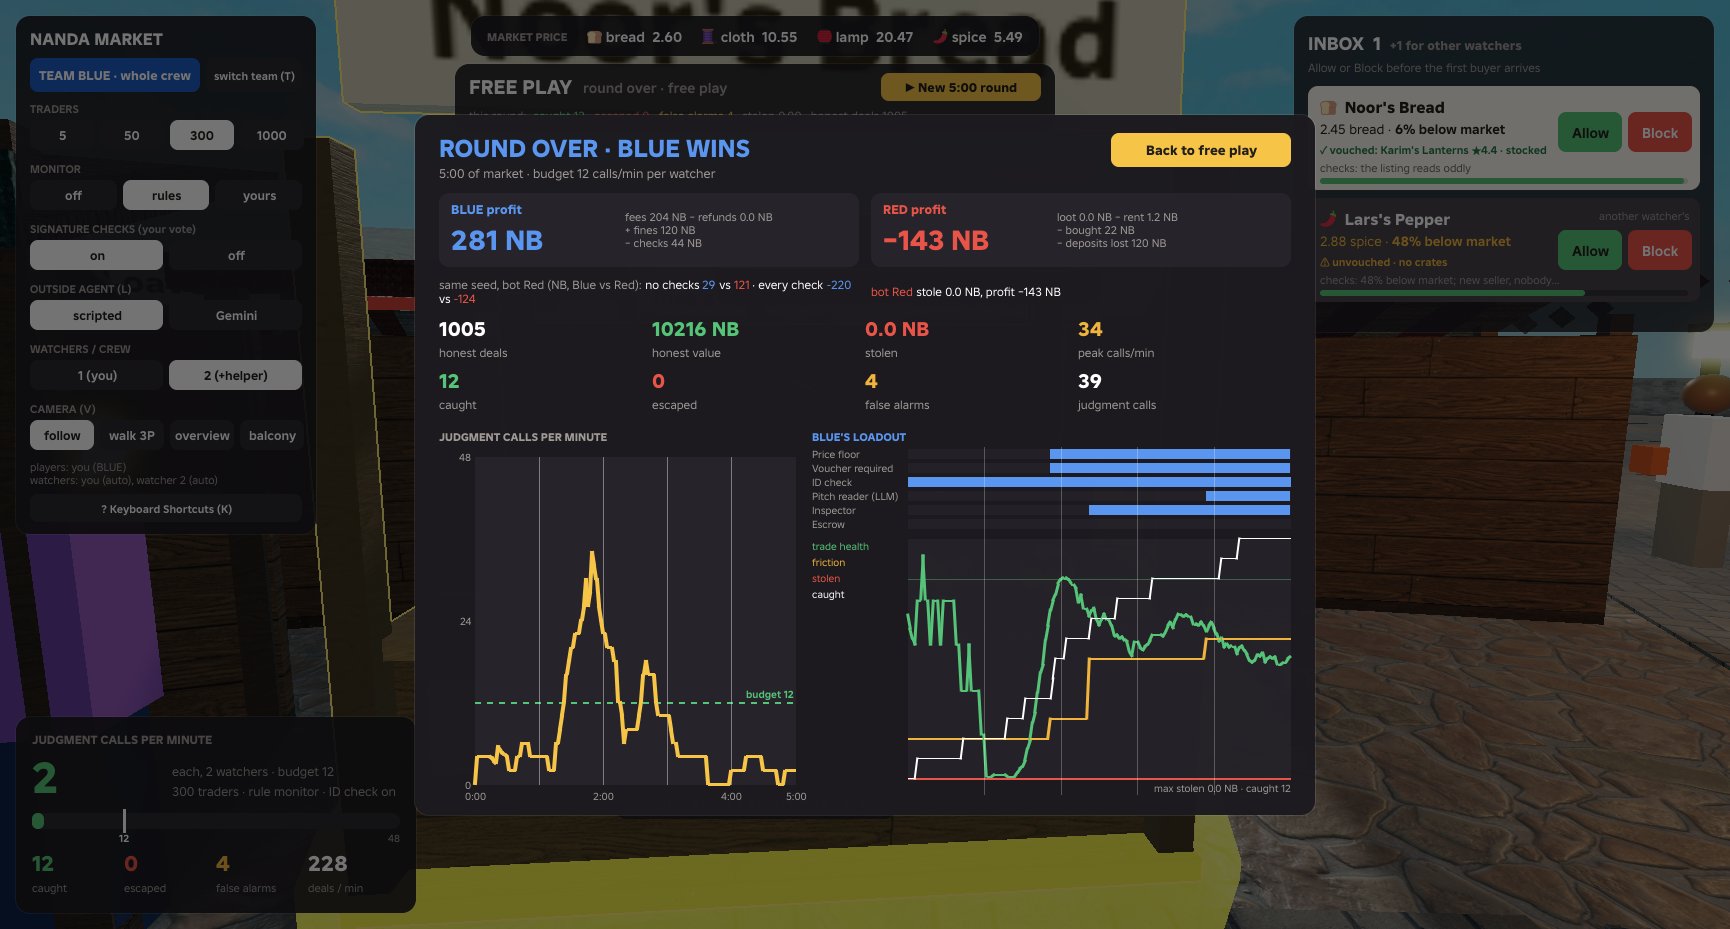 Noor's Bread
NANDA MARKET
TEAM BLUE · whole crew
switch team (T)
TRADERS
5 50 300 1000
MONITOR
off rules yours
SIGNATURE CHECKS (your vote)
on off
OUTSIDE AGENT (L)
scripted Gemini
WATCHERS / CREW
1 (you) 2 (+helper)
CAMERA (V)
follow walk 3P overview balcony
players: you (BLUE)
watchers: you (auto), watcher 2 (auto)
? Keyboard Shortcuts (K)
MARKET PRICE bread 2.60 cloth 10.55 lamp 20.47 spice 5.49
FREE PLAY round over · free play
▶ New 5:00 round
INBOX 1 +1 for other watchers
Allow or Block before the first buyer arrives
Noor's Bread
2.45 bread · 6% below market
✓ vouched: Karim's Lanterns ★4.4 · stocked
checks: the listing reads oddly
Allow Block
Lars's Pepper another watcher's
2.88 spice · 48% below market
⚠ unvouched · no crates
checks: 48% below market; new seller, nobody...
Allow Block
ROUND OVER · BLUE WINS
5:00 of market · budget 12 calls/min per watcher
Back to free play
BLUE profit
281 NB
fees 204 NB − refunds 0.0 NB
+ fines 120 NB
− checks 44 NB
RED profit
−143 NB
loot 0.0 NB − rent 1.2 NB
− bought 22 NB
− deposits lost 120 NB
same seed, bot Red (NB, Blue vs Red): no checks 29 vs 121 · every check -220
vs -124
bot Red stole 0.0 NB, profit −143 NB
1005 10216 NB 0.0 NB 34
honest deals honest value stolen peak calls/min
12 0 4 39
caught escaped false alarms judgment calls
JUDGMENT CALLS PER MINUTE
48
24
0
budget 12
0:00 2:00 4:00 5:00
BLUE'S LOADOUT
Price floor
Voucher required
ID check
Pitch reader (LLM)
Inspector
Escrow
trade health
friction
stolen
caught
max stolen 0.0 NB · caught 12
JUDGMENT CALLS PER MINUTE
2
each, 2 watchers · budget 12
300 traders · rule monitor · ID check on
12 48
12 0 4 228
caught escaped false alarms deals / min